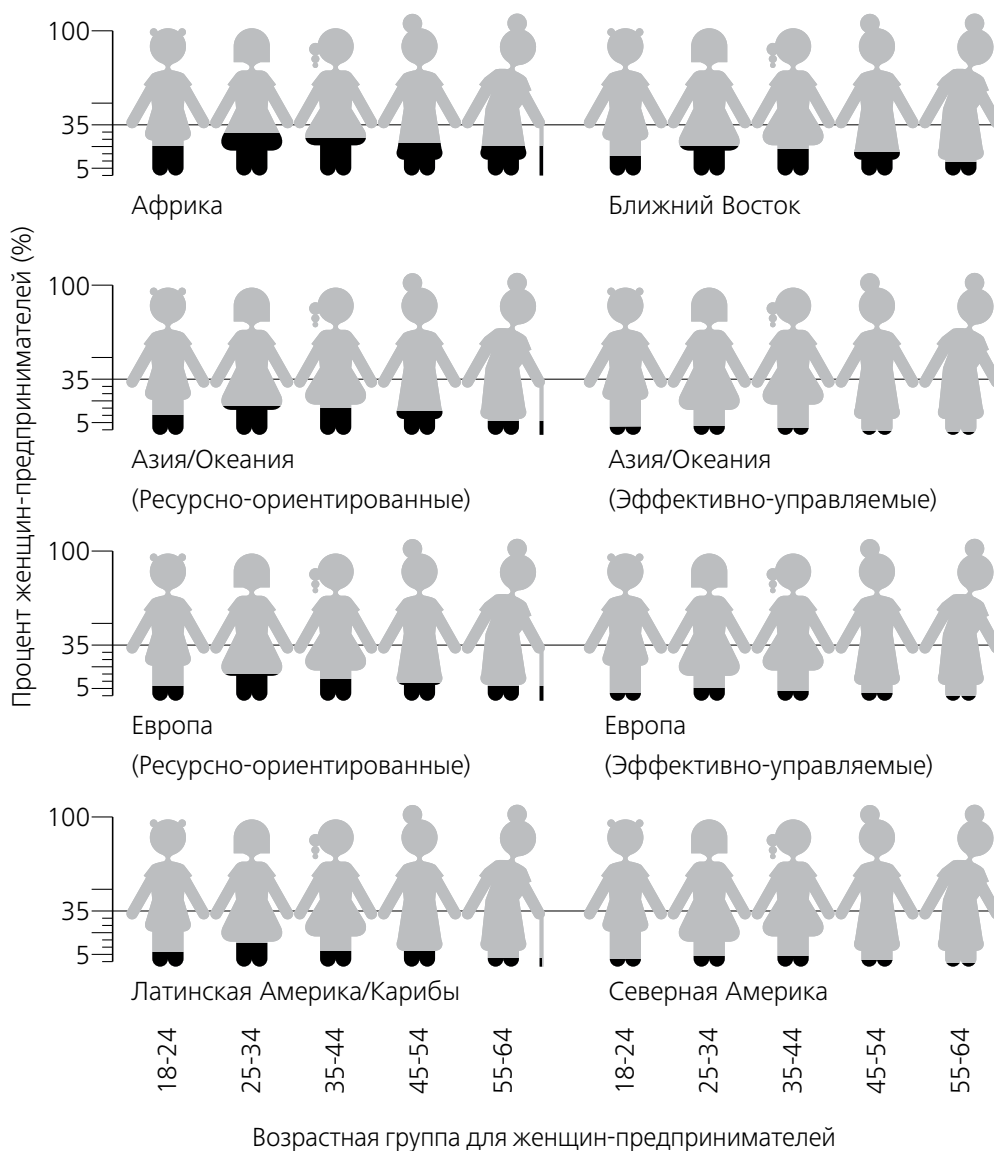 Процент женщин-предпринимателей (%)
100
35
5
Африка
Ближний Восток
100
35
5
Азия/Океания
(Ресурсно-ориентированные)
Азия/Океания
(Эффективно-управляемые)
100
35
5
Европа
(Ресурсно-ориентированные)
Европа
(Эффективно-управляемые)
100
35
5
Латинская Америка/Карибы
Северная Америка
18-24
25-34
35-44
45-54
55-64
18-24
25-34
35-44
45-54
55-64
Возрастная группа для женщин-предпринимателей